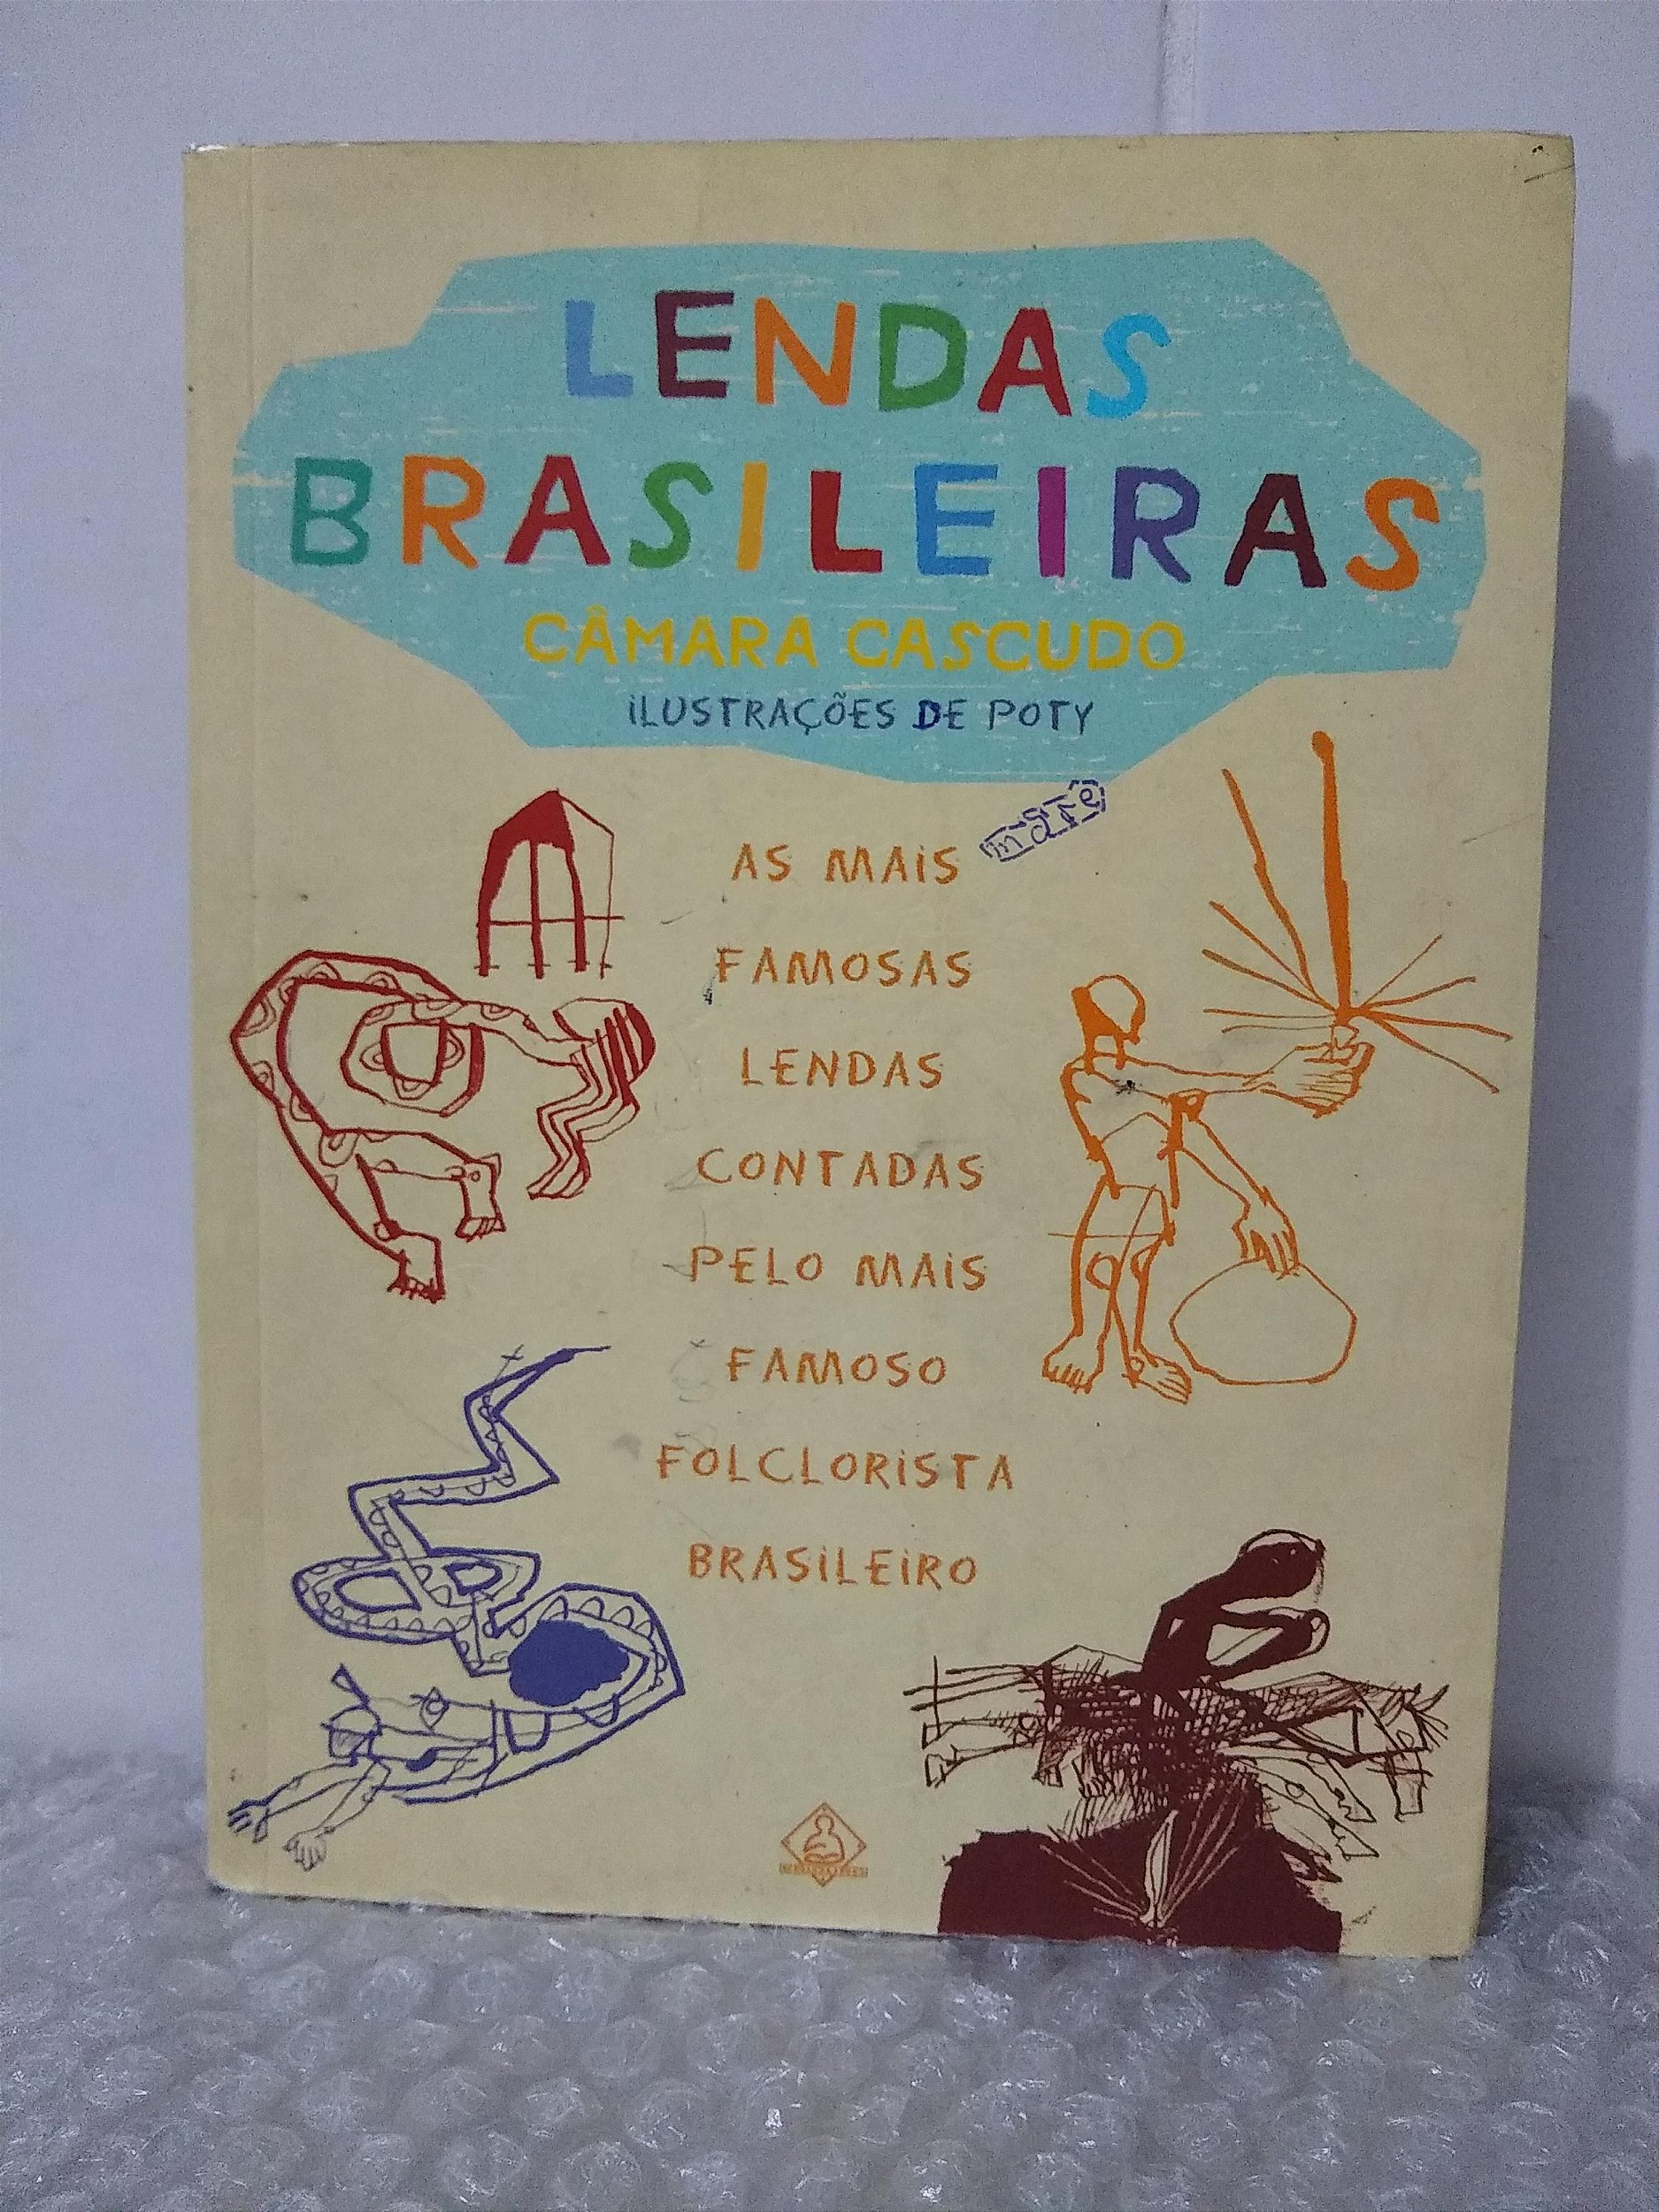 LENDAS
BRASILEIRAS
CÂMARA CASCUDO
iLUSTRAÇÕES DE POTY
AS MAiS
FAMOSAS
LENDAS
CONTADAS
PELO MAiS
FAMOSO
FOLCLORiSTA
BRASiLEiRO